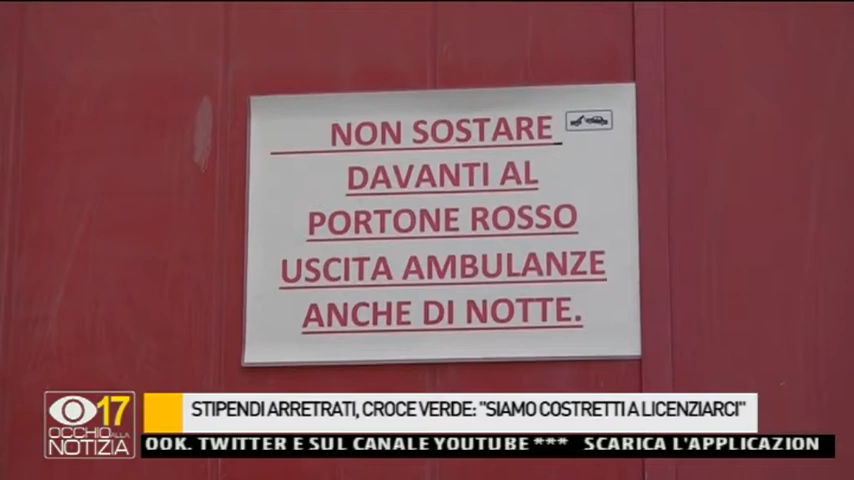 NON SOSTARE
DAVANTI AL
PORTONE ROSSO
USCITA AMBULANZE
ANCHE DI NOTTE.
17
OCCHIO ALLA
NOTIZIA
STIPENDI ARRETRATI, CROCE VERDE: "SIAMO COSTRETTI A LICENZIARCI"
OOK. TWITTER E SUL CANALE YOUTUBE *** SCARICA L'APPLICAZION